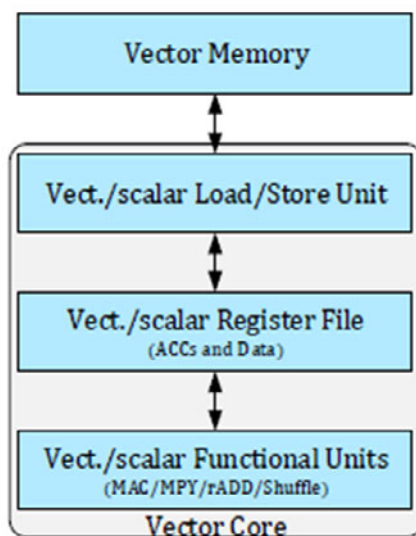 Vector Memory
Vect./scalar Load/Store Unit
Vect./scalar Register File
(ACCs and Data)
Vect./scalar Functional Units
(MAC/MPY/rADD/Shuffle)
Vector Core